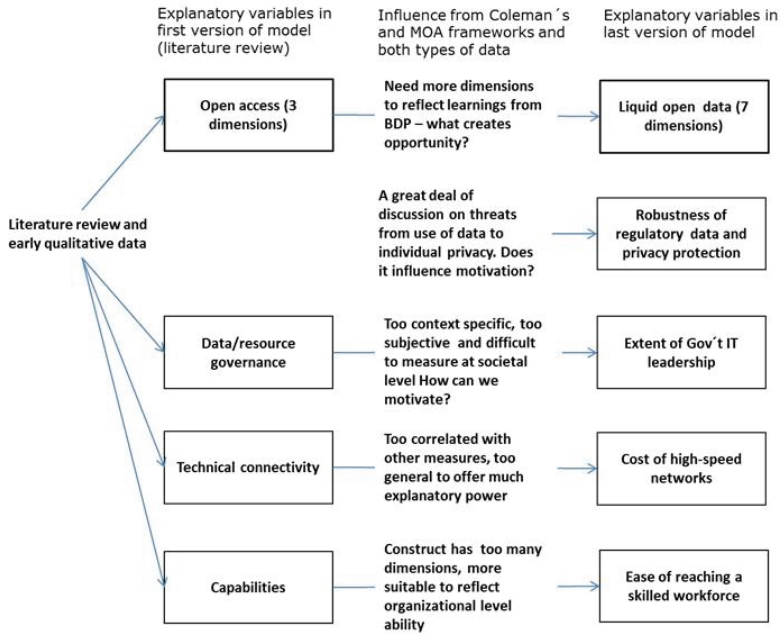 Explanatory variables in
first version of model
(literature review)
Influence from Coleman´s
and MOA frameworks and
both types of data
Explanatory variables in
last version of model
Open access (3
dimensions)
Need more dimensions
to reflect learnings from
BDP – what creates
opportunity?
Liquid open data (7
dimensions)
Literature review and
early qualitative data
A great deal of
discussion on threats
from use of data to
individual privacy. Does
it influence motivation?
Robustness of
regulatory data and
privacy protection
Data/resource
governance
Too context specific, too
subjective and difficult
to measure at societal
level How can we
motivate?
Extent of Gov´t IT
leadership
Technical connectivity
Too correlated with
other measures, too
general to offer much
explanatory power
Cost of high-speed
networks
Capabilities
Construct has too many
dimensions, more
suitable to reflect
organizational level
ability
Ease of reaching a
skilled workforce